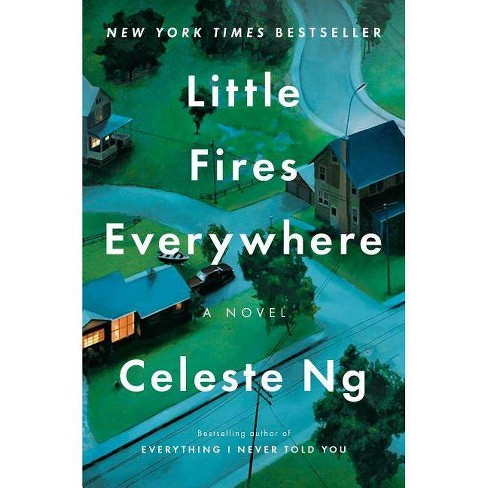 NEW YORK TIMES BESTSELLER
Little
Fires
Everywhere
A NOVEL
Celeste Ng
Bestselling author of
EVERYTHING I NEVER TOLD YOU